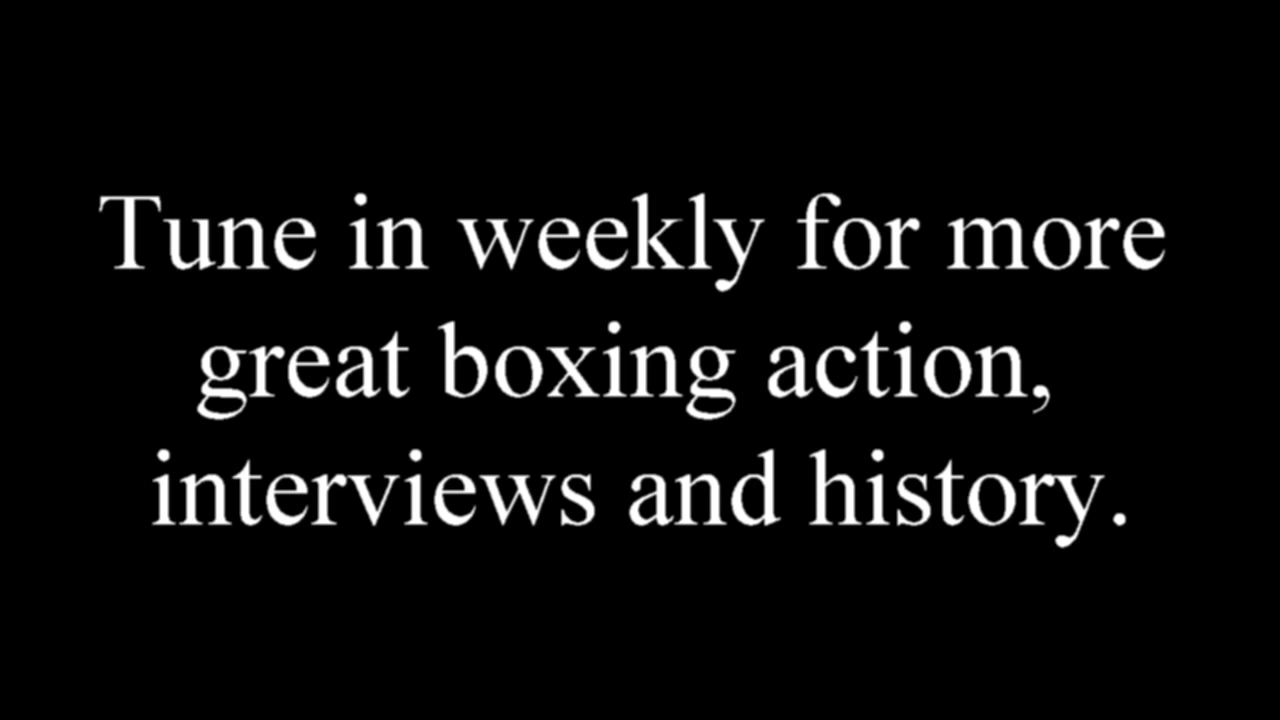 Tune in weekly for more
great boxing action,
interviews and history.